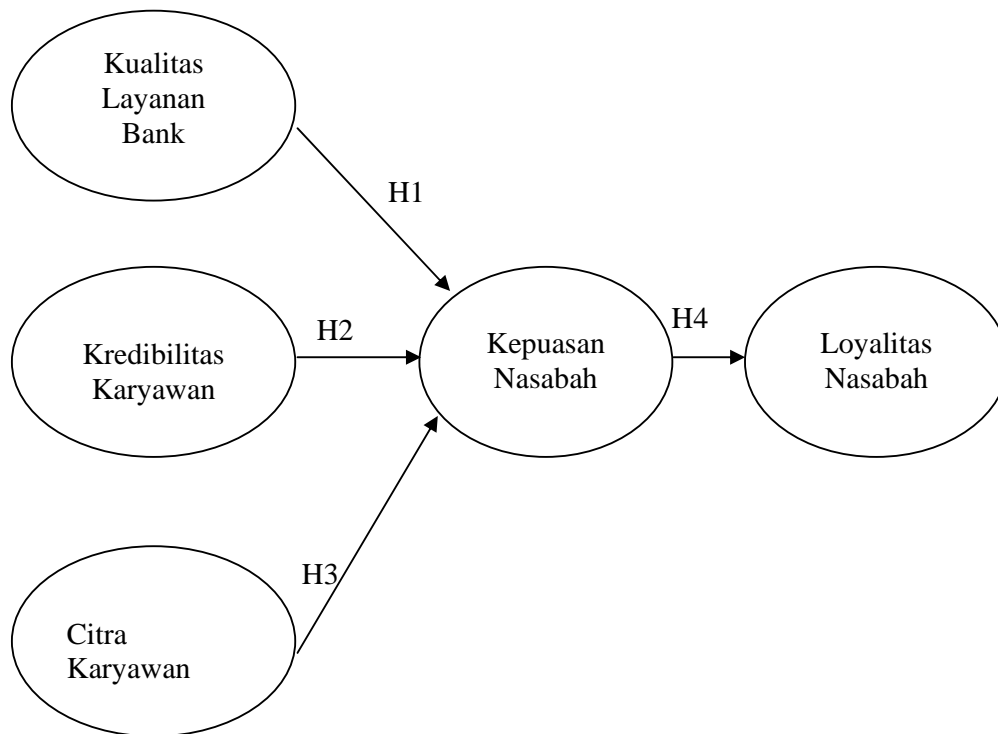 Kualitas
Layanan
Bank
H1
Kredibilitas
Karyawan
H2
Kepuasan
Nasabah
H4
Loyalitas
Nasabah
H3
Citra
Karyawan